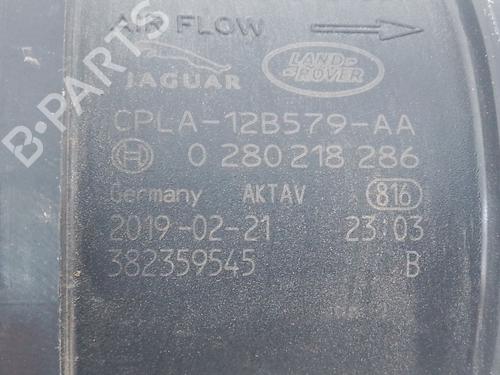 AIR FLOW
JAGUAR LAND-ROVER
CPLA-12B579-AA
0 280 218 286
Germany AKTAV 816
2019-02-21 23:03
382359545 B